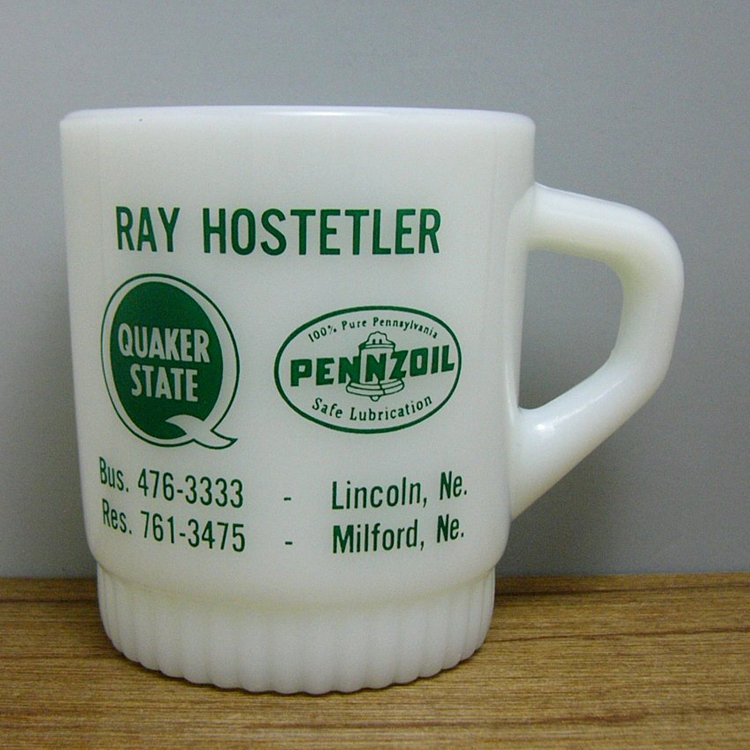 RAY HOSTETLER
QUAKER
STATE
100% Pure Pennsylvania
PENNZOIL
Safe Lubrication
Bus. 476-3333 - Lincoln, Ne.
Res. 761-3475 - Milford, Ne.